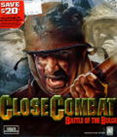 SAVE
$20
CLOSE COMBAT
BATTLE OF THE BULGE